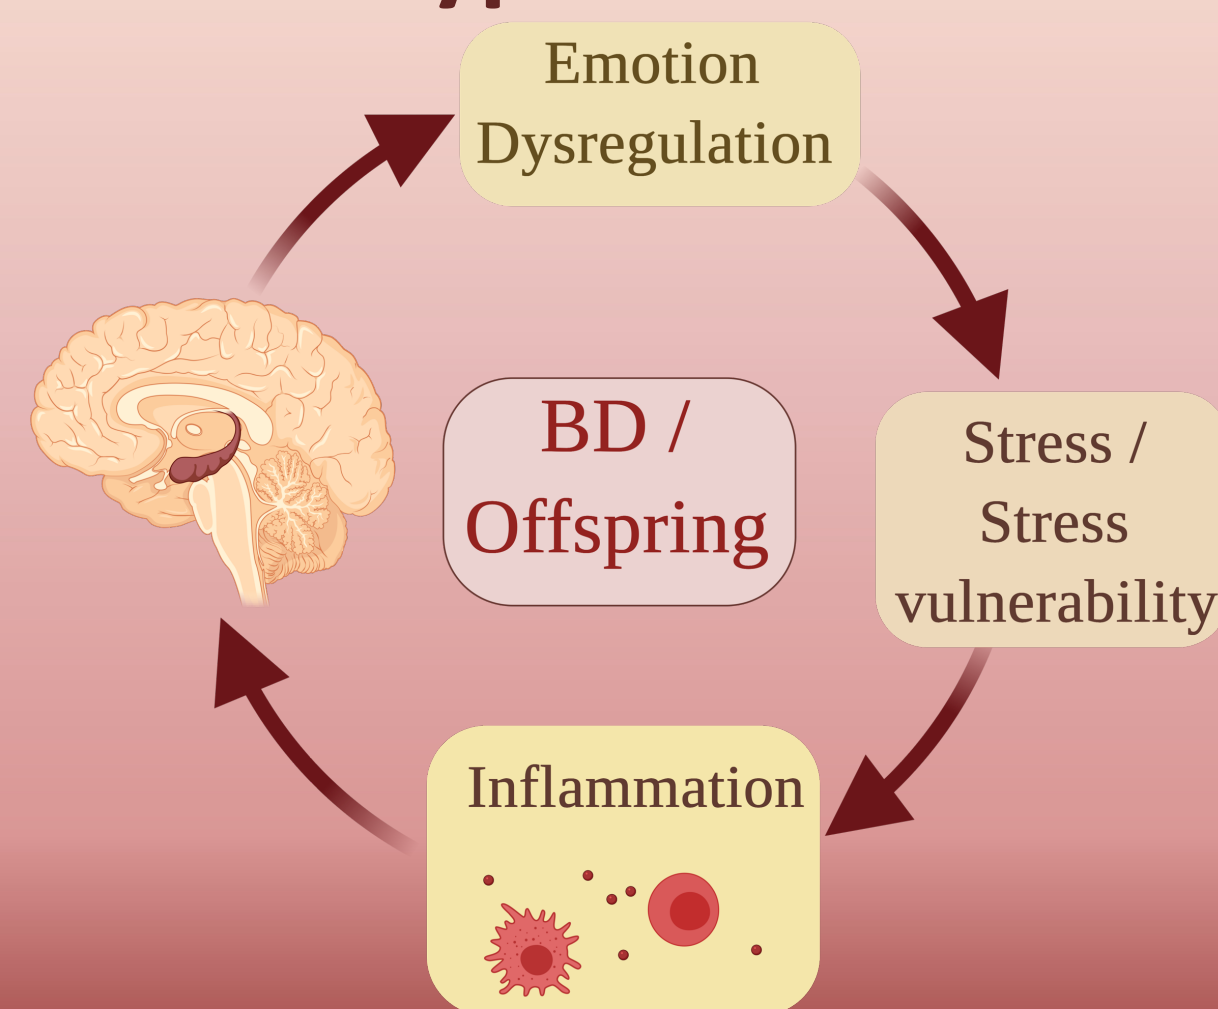 Emotion
Dysregulation
BD /
Offspring
Stress /
Stress
vulnerability
Inflammation